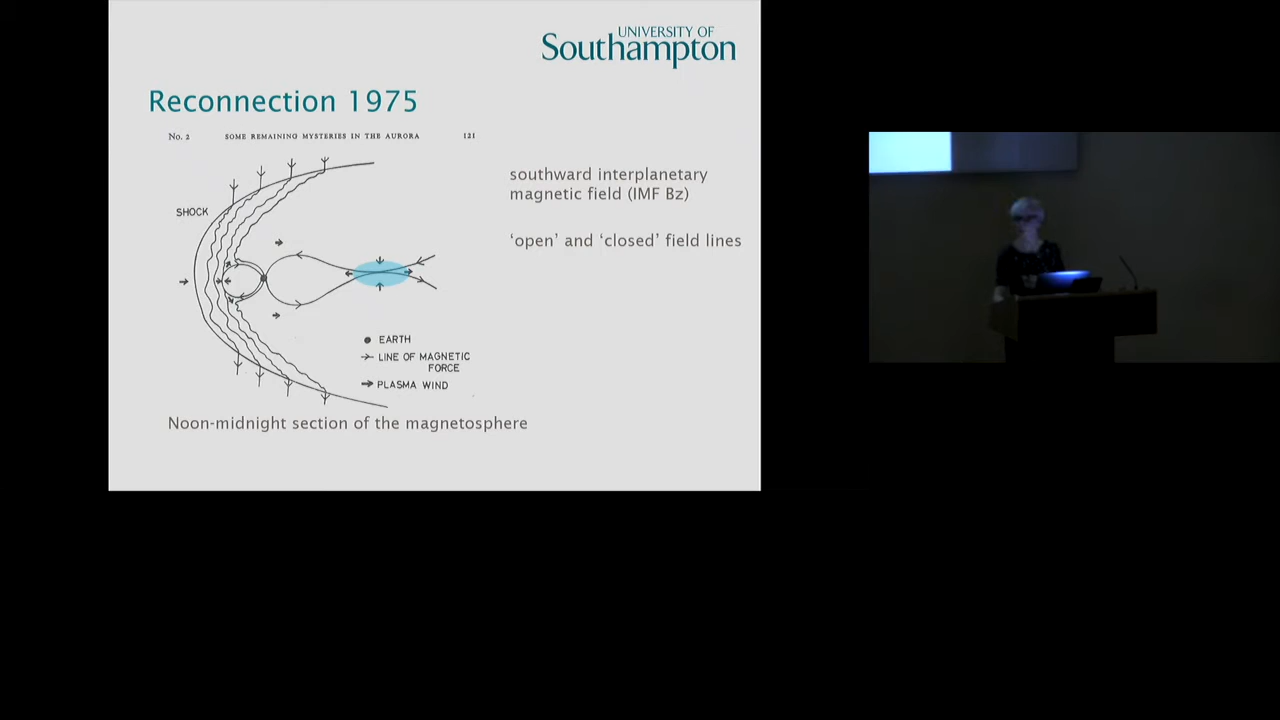 UNIVERSITY OF
Southampton
Reconnection 1975
No. 2 SOME REMAINING MYSTERIES IN THE AURORA 121
SHOCK
EARTH
LINE OF MAGNETIC
FORCE
PLASMA WIND
Noon-midnight section of the magnetosphere
southward interplanetary
magnetic field (IMF Bz)
‘open’ and ‘closed’ field lines